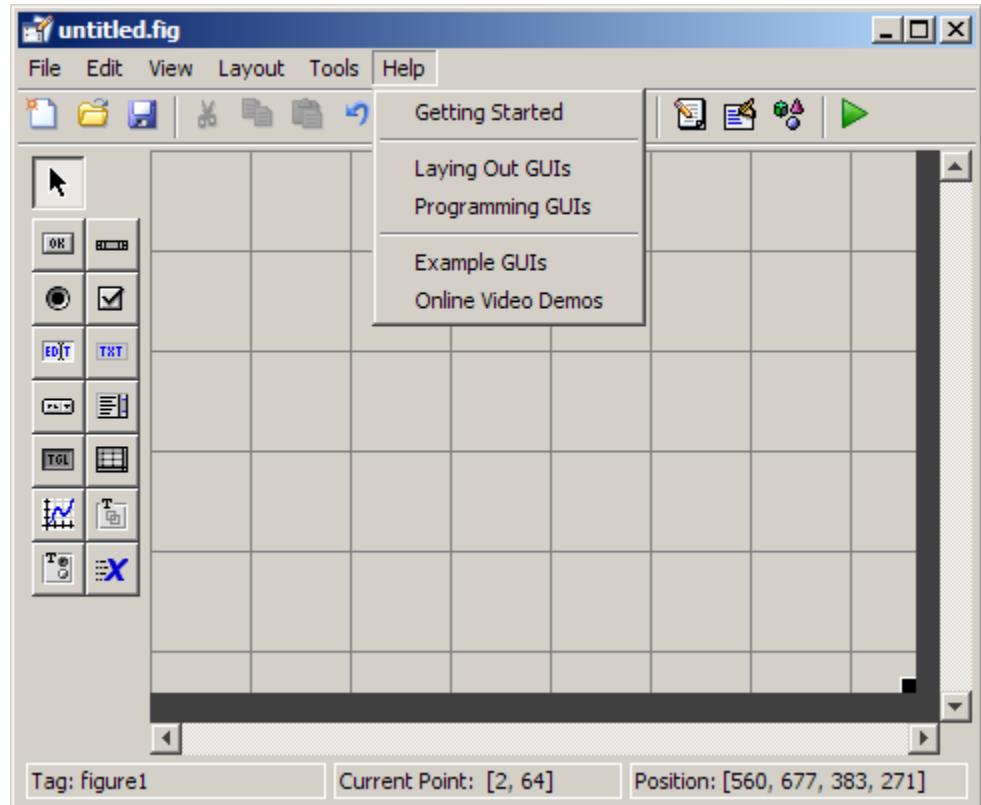 untitled.fig
File Edit View Layout Tools Help
Getting Started
Laying Out GUIs
Programming GUIs
Example GUIs
Online Video Demos
OK
EDIT TXT
TGL
T
T
X
Tag: figure1 Current Point: [2, 64] Position: [560, 677, 383, 271]